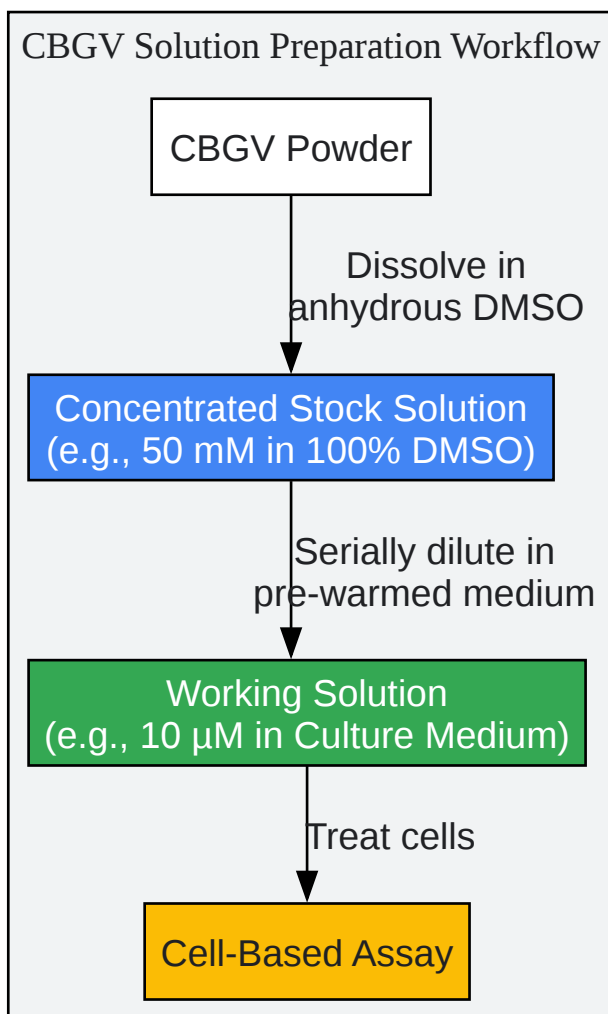 CBGV Solution Preparation Workflow
CBGV Powder
Dissolve in
anhydrous DMSO
Concentrated Stock Solution
(e.g., 50 mM in 100% DMSO)
Serially dilute in
pre-warmed medium
Working Solution
(e.g., 10 µM in Culture Medium)
Treat cells
Cell-Based Assay